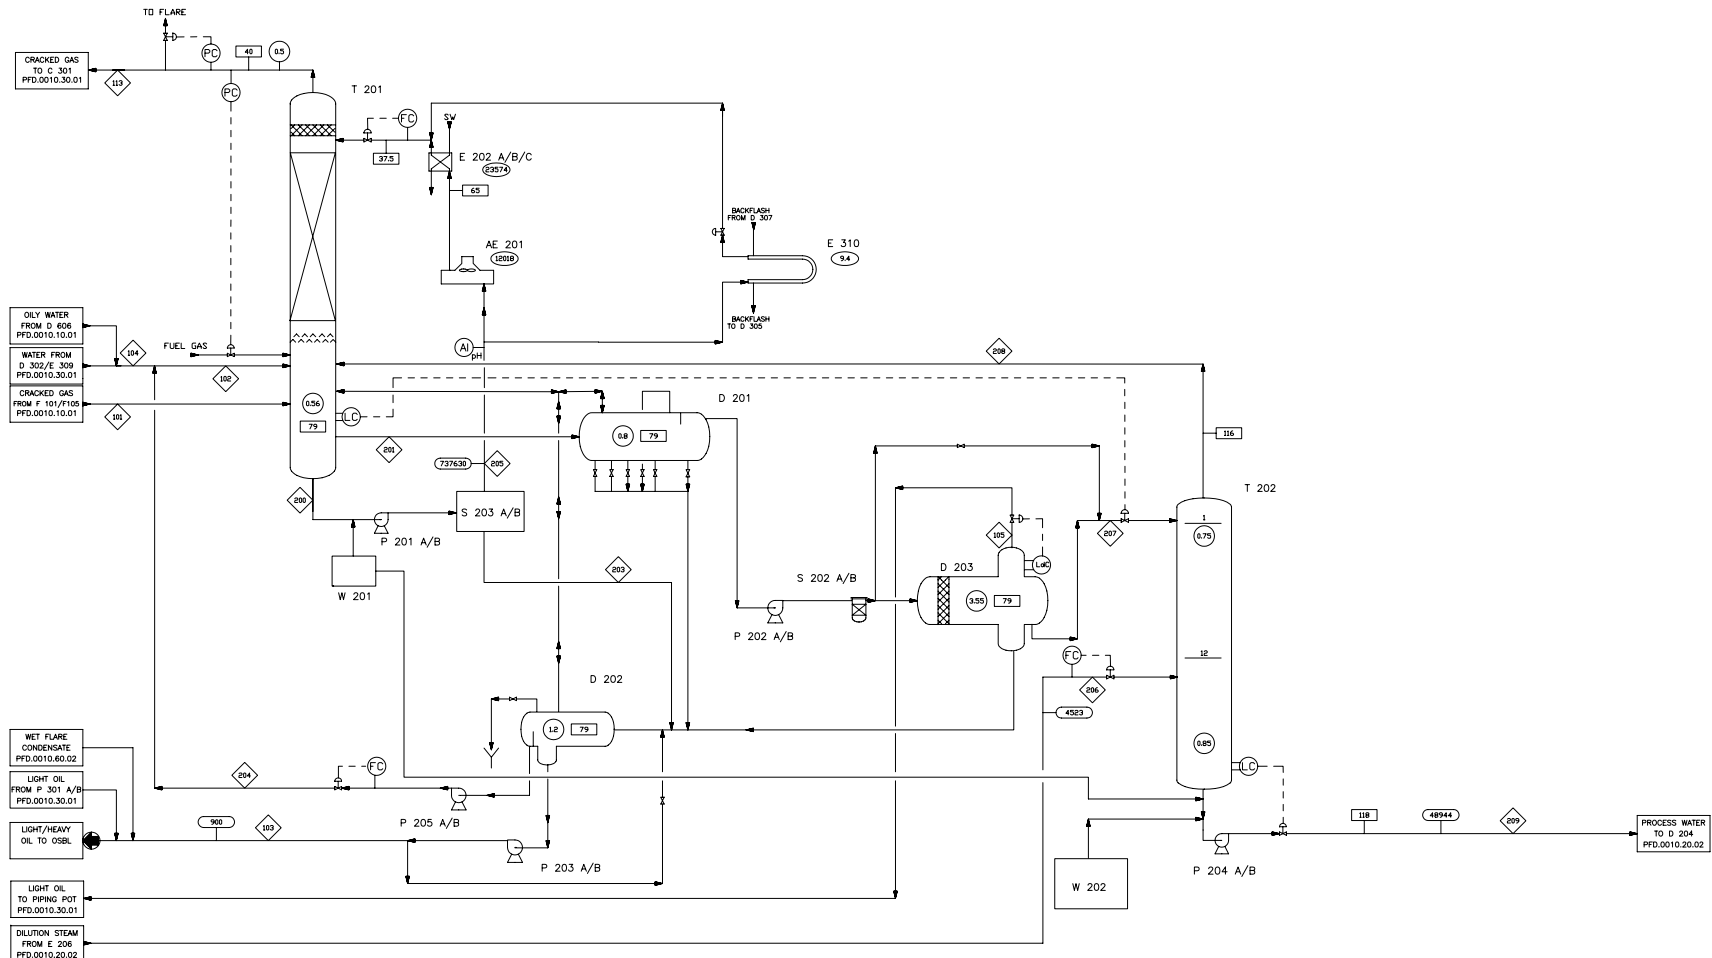 TO FLARE
PC
40
0.5
CRACKED GAS
TO C 301
PFD.0010.30.01
113
PC
T 201
FC
SW
37.5
E 202 A/B/C
23574
65
BACKFLASH
FROM D 307
AE 201
12018
E 310
9.4
BACKFLASH
TO D 305
OILY WATER
FROM D 606
PFD.0010.10.01
FUEL GAS
AI
pH
104
WATER FROM
D 302/E 309
PFD.0010.30.01
102
208
CRACKED GAS
FROM F 101/F105
PFD.0010.10.01
101
0.56
79
LC
D 201
0.8
79
201
116
737630
205
T 202
200
S 203 A/B
P 201 A/B
1
0.75
207
105
W 201
203
S 202 A/B
D 203
LdC
3.55
79
P 202 A/B
12
FC
206
4523
D 202
1.2
79
0.85
LC
WET FLARE
CONDENSATE
PFD.0010.60.02
204
FC
LIGHT OIL
FROM P 301 A/B
PFD.0010.30.01
P 205 A/B
LIGHT/HEAVY
OIL TO OSBL
900
103
P 203 A/B
118
48944
209
PROCESS WATER
TO D 204
PFD.0010.20.02
P 204 A/B
W 202
LIGHT OIL
TO PIPING POT
PFD.0010.30.01
DILUTION STEAM
FROM E 206
PFD.0010.20.02